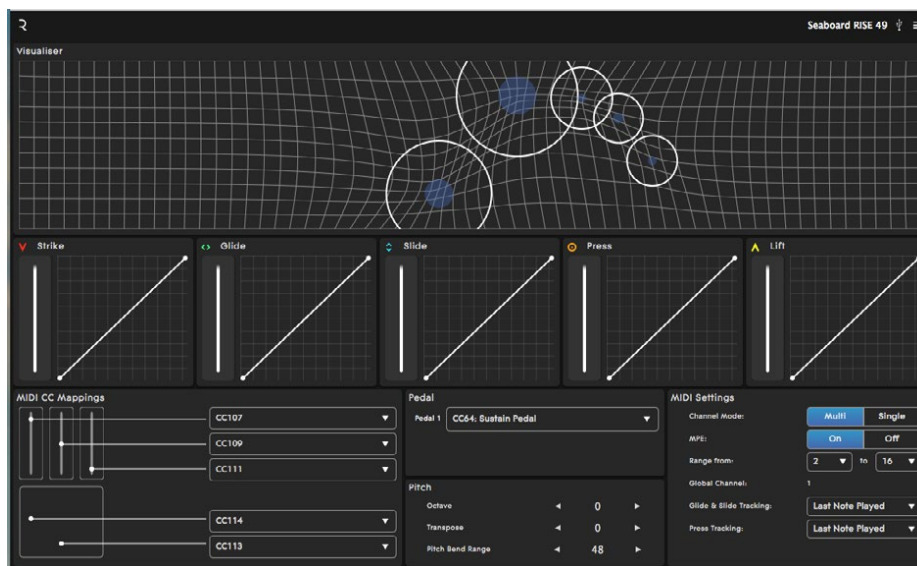 Seaboard RISE 49
Visualiser
Strike
Glide
Slide
Press
Lift
MIDI CC Mappings
CC107
CC109
CC111
CC114
CC113
Pedal
Pedal 1 CC64: Sustain Pedal
Pitch
Octave 0
Transpose 0
Pitch Bend Range 48
MIDI Settings
Channel Mode: Multi Single
MPE: On Off
Range from: 2 to 16
Global Channel: 1
Glide & Slide Tracking: Last Note Played
Press Tracking: Last Note Played